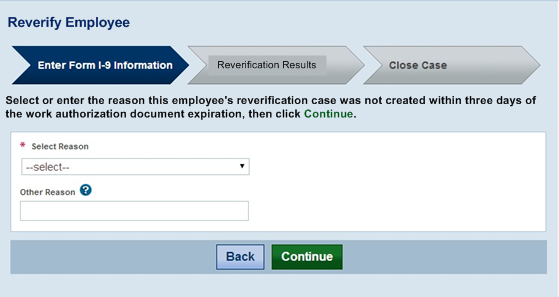 Reverify Employee
Enter Form I-9 Information
Reverification Results
Close Case
Select or enter the reason this employee's reverification case was not created within three days of
the work authorization document expiration, then click Continue.
* Select Reason
--select--
Other Reason ?
Back
Continue